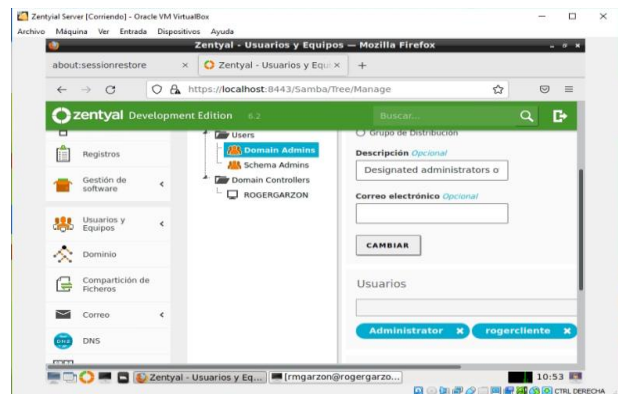 Zentyial Server [Corriendo] - Oracle VM VirtualBox
Archivo Máquina Ver Entrada Dispositivos Ayuda
Zentyal - Usuarios y Equipos — Mozilla Firefox
about:sessionrestore
Zentyal - Usuarios y Equi
https://localhost:8443/Samba/Tree/Manage
zentyal Development Edition 6.2
Buscar...
Users
Grupo de Distribución
Registros
Domain Admins
Descripción Opcional
Schema Admins
Designated administrators o
Gestión de software
Domain Controllers
ROGERGARZON
Correo electrónico Opcional
Usuarios y Equipos
CAMBIAR
Dominio
Compartición de Ficheros
Usuarios
Correo
Administrator
rogercliente
DNS
Zentyal - Usuarios y Eq...
[rmgarzon@rogergarzo...
10:53
CTRL DERECHA